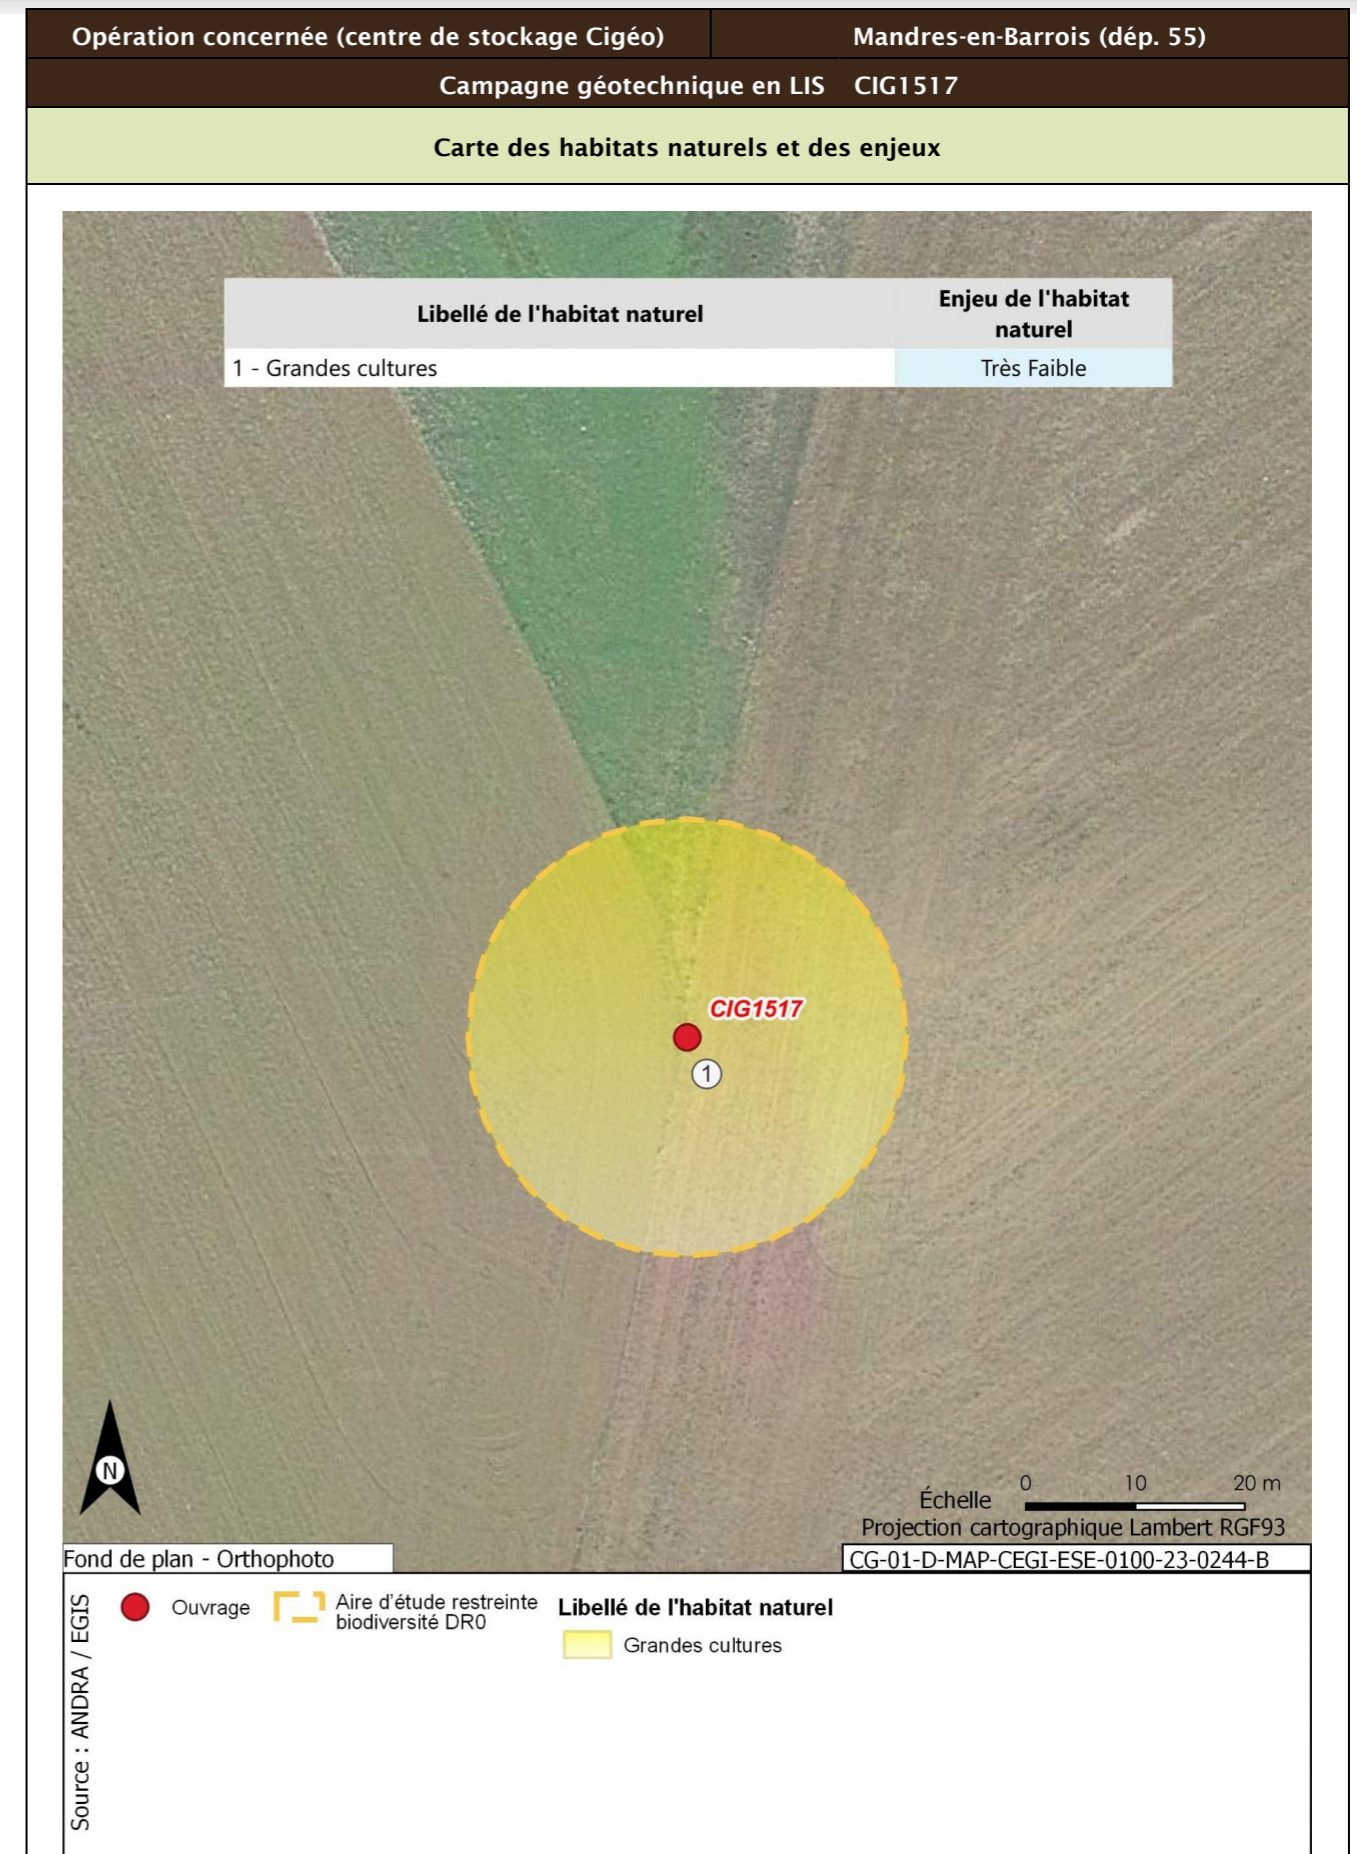 Opération concernée (centre de stockage Cigéo)
Mandres-en-Barrois (dép. 55)
Campagne géotechnique en LIS CIG1517
Carte des habitats naturels et des enjeux
Libellé de l'habitat naturel
Enjeu de l'habitat
naturel
1 - Grandes cultures
Très Faible
CIG1517
1
N
0 10 20 m
Échelle
Projection cartographique Lambert RGF93
Fond de plan - Orthophoto
CG-01-D-MAP-CEGI-ESE-0100-23-0244-B
Source : ANDRA / EGIS
Ouvrage
Aire d'étude restreinte
biodiversité DR0
Libellé de l'habitat naturel
Grandes cultures